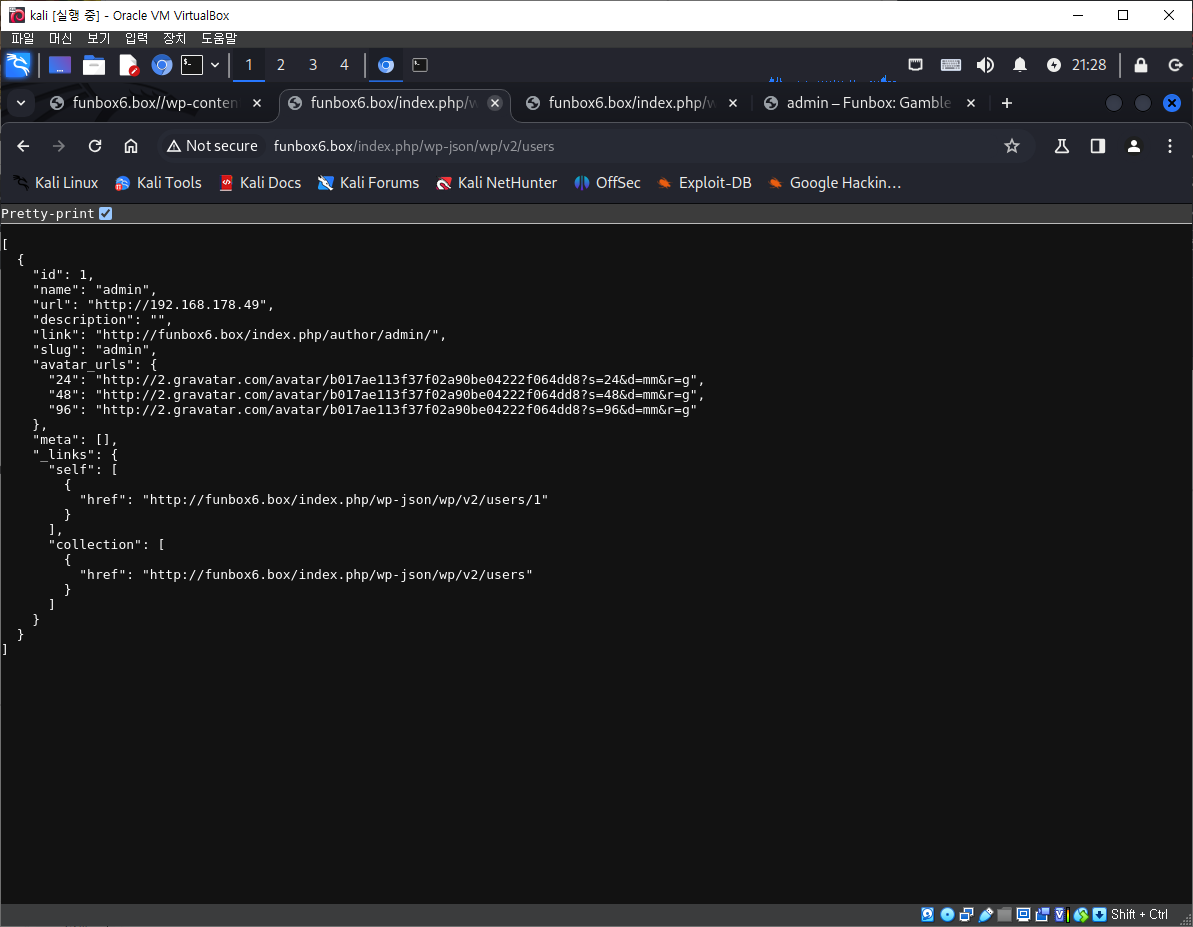 kali [실행 중] - Oracle VM VirtualBox
파일 머신 보기 입력 장치 도움말
1 2 3 4 21:28
funbox6.box//wp-conten funbox6.box/index.php/w funbox6.box/index.php/w admin – Funbox: Gamble
Not secure funbox6.box/index.php/wp-json/wp/v2/users
Kali Linux Kali Tools Kali Docs Kali Forums Kali NetHunter OffSec Exploit-DB Google Hackin…
Pretty-print
[
  {
    "id": 1,
    "name": "admin",
    "url": "http://192.168.178.49",
    "description": "",
    "link": "http://funbox6.box/index.php/author/admin/",
    "slug": "admin",
    "avatar_urls": {
      "24": "http://2.gravatar.com/avatar/b017ae113f37f02a90be04222f064dd8?s=24&d=mm&r=g",
      "48": "http://2.gravatar.com/avatar/b017ae113f37f02a90be04222f064dd8?s=48&d=mm&r=g",
      "96": "http://2.gravatar.com/avatar/b017ae113f37f02a90be04222f064dd8?s=96&d=mm&r=g"
    },
    "meta": [],
    "_links": {
      "self": [
        {
          "href": "http://funbox6.box/index.php/wp-json/wp/v2/users/1"
        }
      ],
      "collection": [
        {
          "href": "http://funbox6.box/index.php/wp-json/wp/v2/users"
        }
      ]
    }
  }
]
Shift + Ctrl